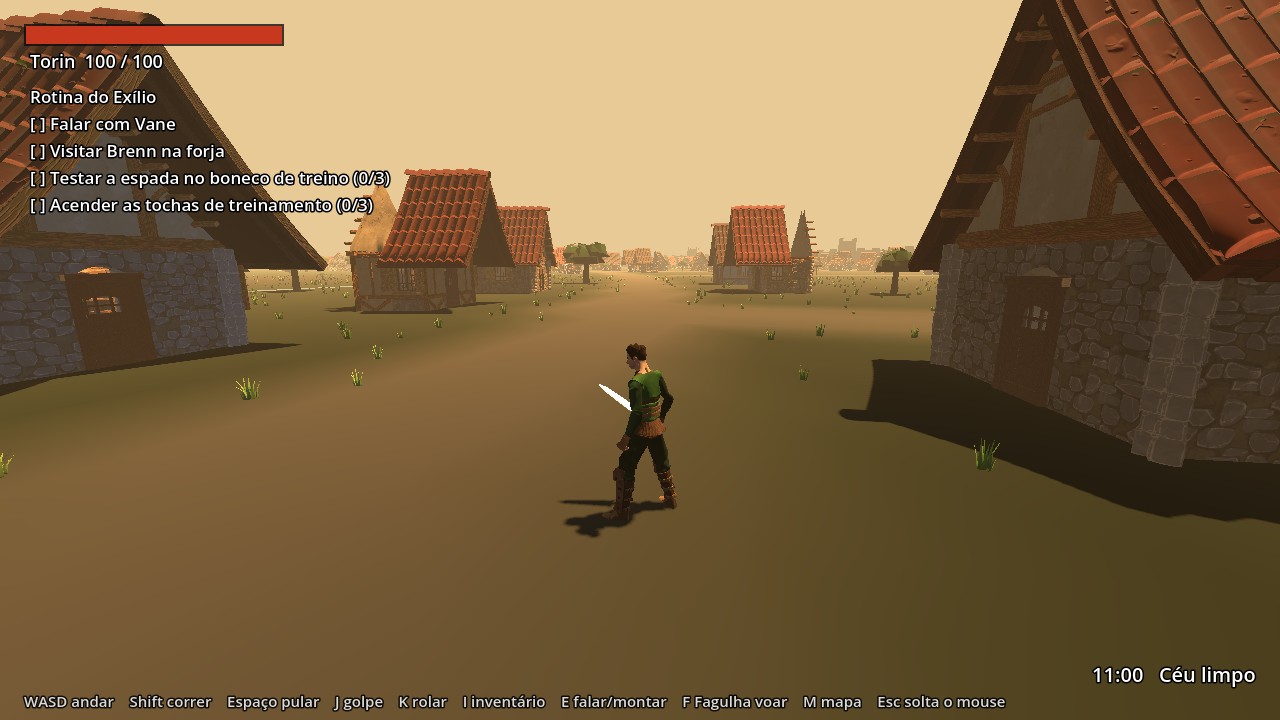 Torin 100 / 100
Rotina do Exílio
[ ] Falar com Vane
[ ] Visitar Brenn na forja
[ ] Testar a espada no boneco de treino (0/3)
[ ] Acender as tochas de treinamento (0/3)
11:00 Céu limpo
WASD andar Shift correr Espaço pular J golpe K rolar I inventário E falar/montar F Fagulha voar M mapa Esc solta o mouse